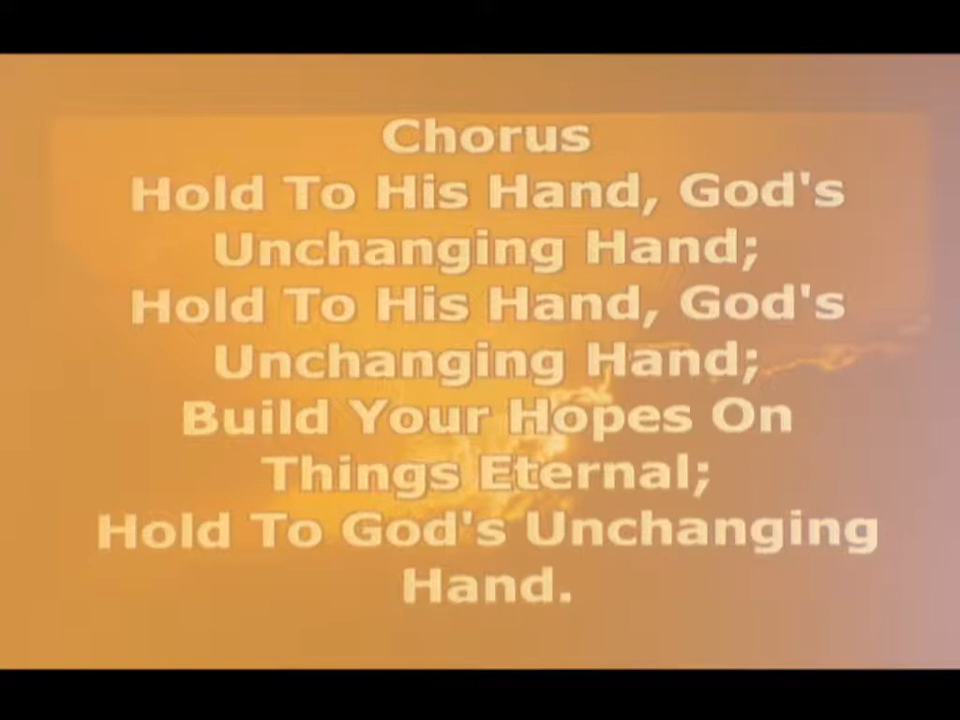 Chorus
Hold To His Hand, God's
Unchanging Hand;
Hold To His Hand, God's
Unchanging Hand;
Build Your Hopes On
Things Eternal;
Hold To God's Unchanging
Hand.